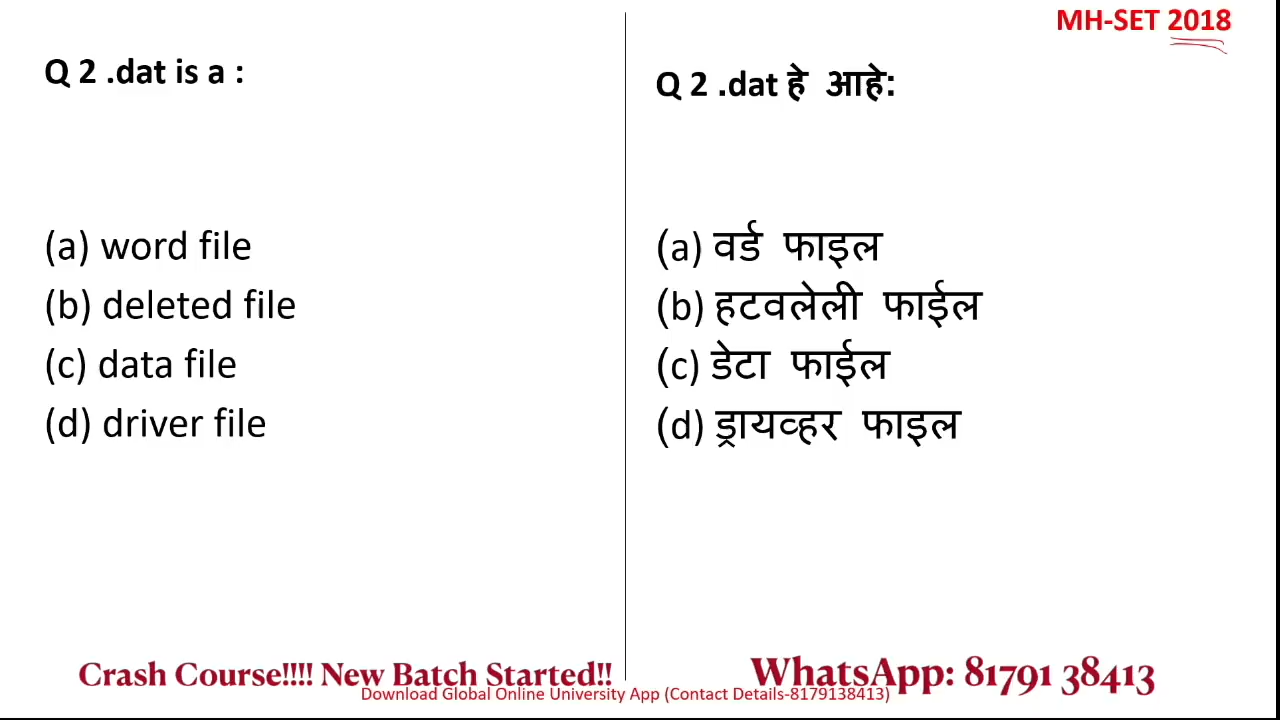 MH-SET 2018
Q 2 .dat is a :
(a) word file
(b) deleted file
(c) data file
(d) driver file
Q 2 .dat हे आहे:
(a) वर्ड फाइल
(b) हटवलेली फाईल
(c) डेटा फाईल
(d) ड्रायव्हर फाइल
Crash Course!!!! New Batch Started!!
WhatsApp: 81791 38413
Download Global Online University App (Contact Details-8179138413)